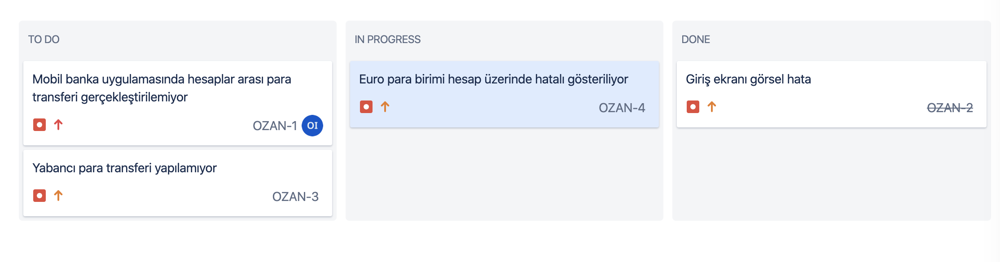 TO DO
Mobil banka uygulamasında hesaplar arası para
transferi gerçekleştirilemiyor
OZAN-1 OI
Yabancı para transferi yapılamıyor
OZAN-3
IN PROGRESS
Euro para birimi hesap üzerinde hatalı gösteriliyor
OZAN-4
DONE
Giriş ekranı görsel hata
OZAN-2